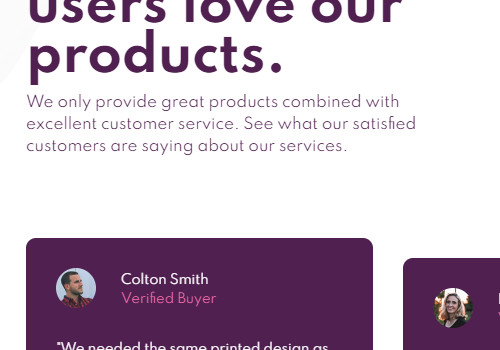 users love our
products.
We only provide great products combined with
excellent customer service. See what our satisfied
customers are saying about our services.
Colton Smith
Verified Buyer
"We needed the same printed design as